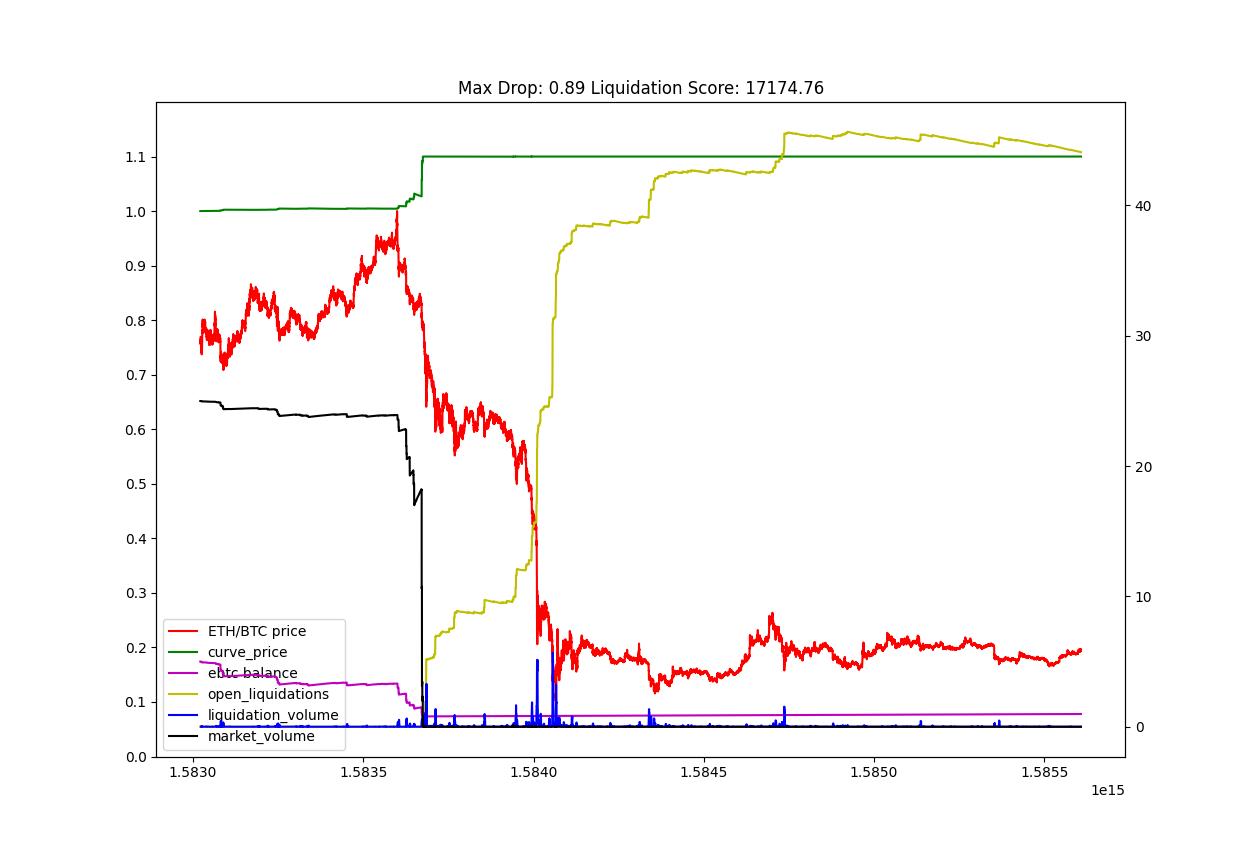 Max Drop: 0.89 Liquidation Score: 17174.76
1.1
1.0
0.9
0.8
0.7
0.6
0.5
0.4
0.3
0.2
0.1
0.0
40
30
20
10
0
ETH/BTC price
curve_price
ebtc balance
open_liquidations
liquidation_volume
market_volume
1.5830 1.5835 1.5840 1.5845 1.5850 1.5855
1e15